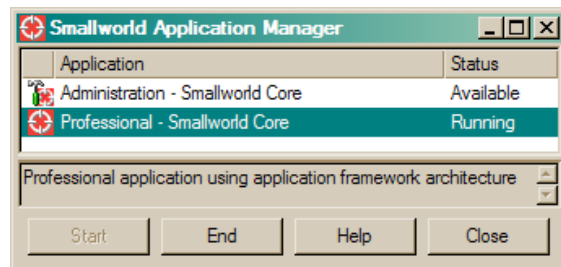 Smallworld Application Manager
Application Status
Administration - Smallworld Core Available
Professional - Smallworld Core Running
Professional application using application framework architecture
Start End Help Close